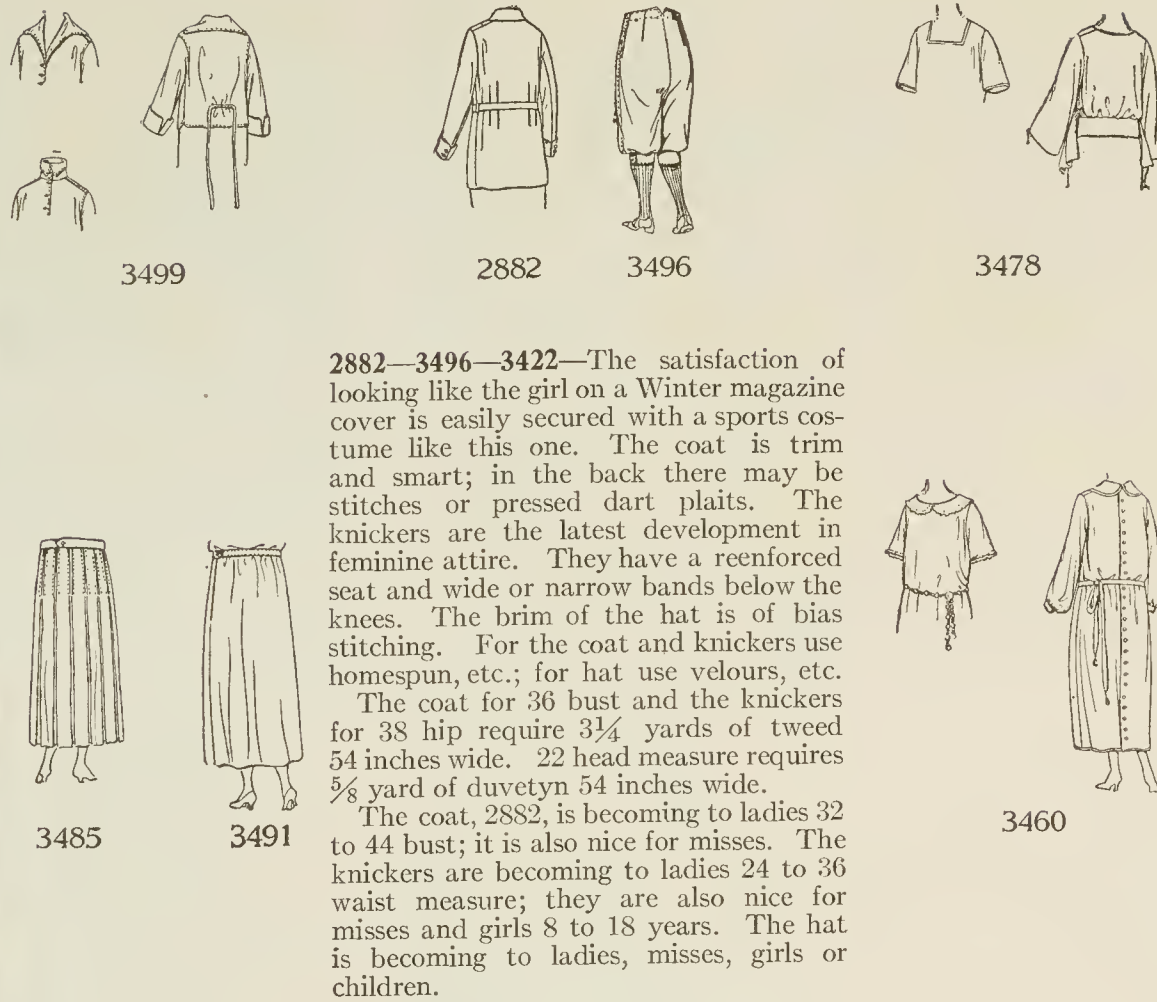 3499
2882
3496
3478
2882—3496—3422—The satisfaction of
looking like the girl on a Winter magazine
cover is easily secured with a sports cos-
tume like this one. The coat is trim
and smart; in the back there may be
stitches or pressed dart plaits. The
knickers are the latest development in
feminine attire. They have a reenforced
seat and wide or narrow bands below the
knees. The brim of the hat is of bias
stitching. For the coat and knickers use
homespun, etc.; for hat use velours, etc.
The coat for 36 bust and the knickers
for 38 hip require 3¼ yards of tweed
54 inches wide. 22 head measure requires
⅝ yard of duvetyn 54 inches wide.
The coat, 2882, is becoming to ladies 32
to 44 bust; it is also nice for misses. The
knickers are becoming to ladies 24 to 36
waist measure; they are also nice for
misses and girls 8 to 18 years. The hat
is becoming to ladies, misses, girls or
children.
3485
3491
3460